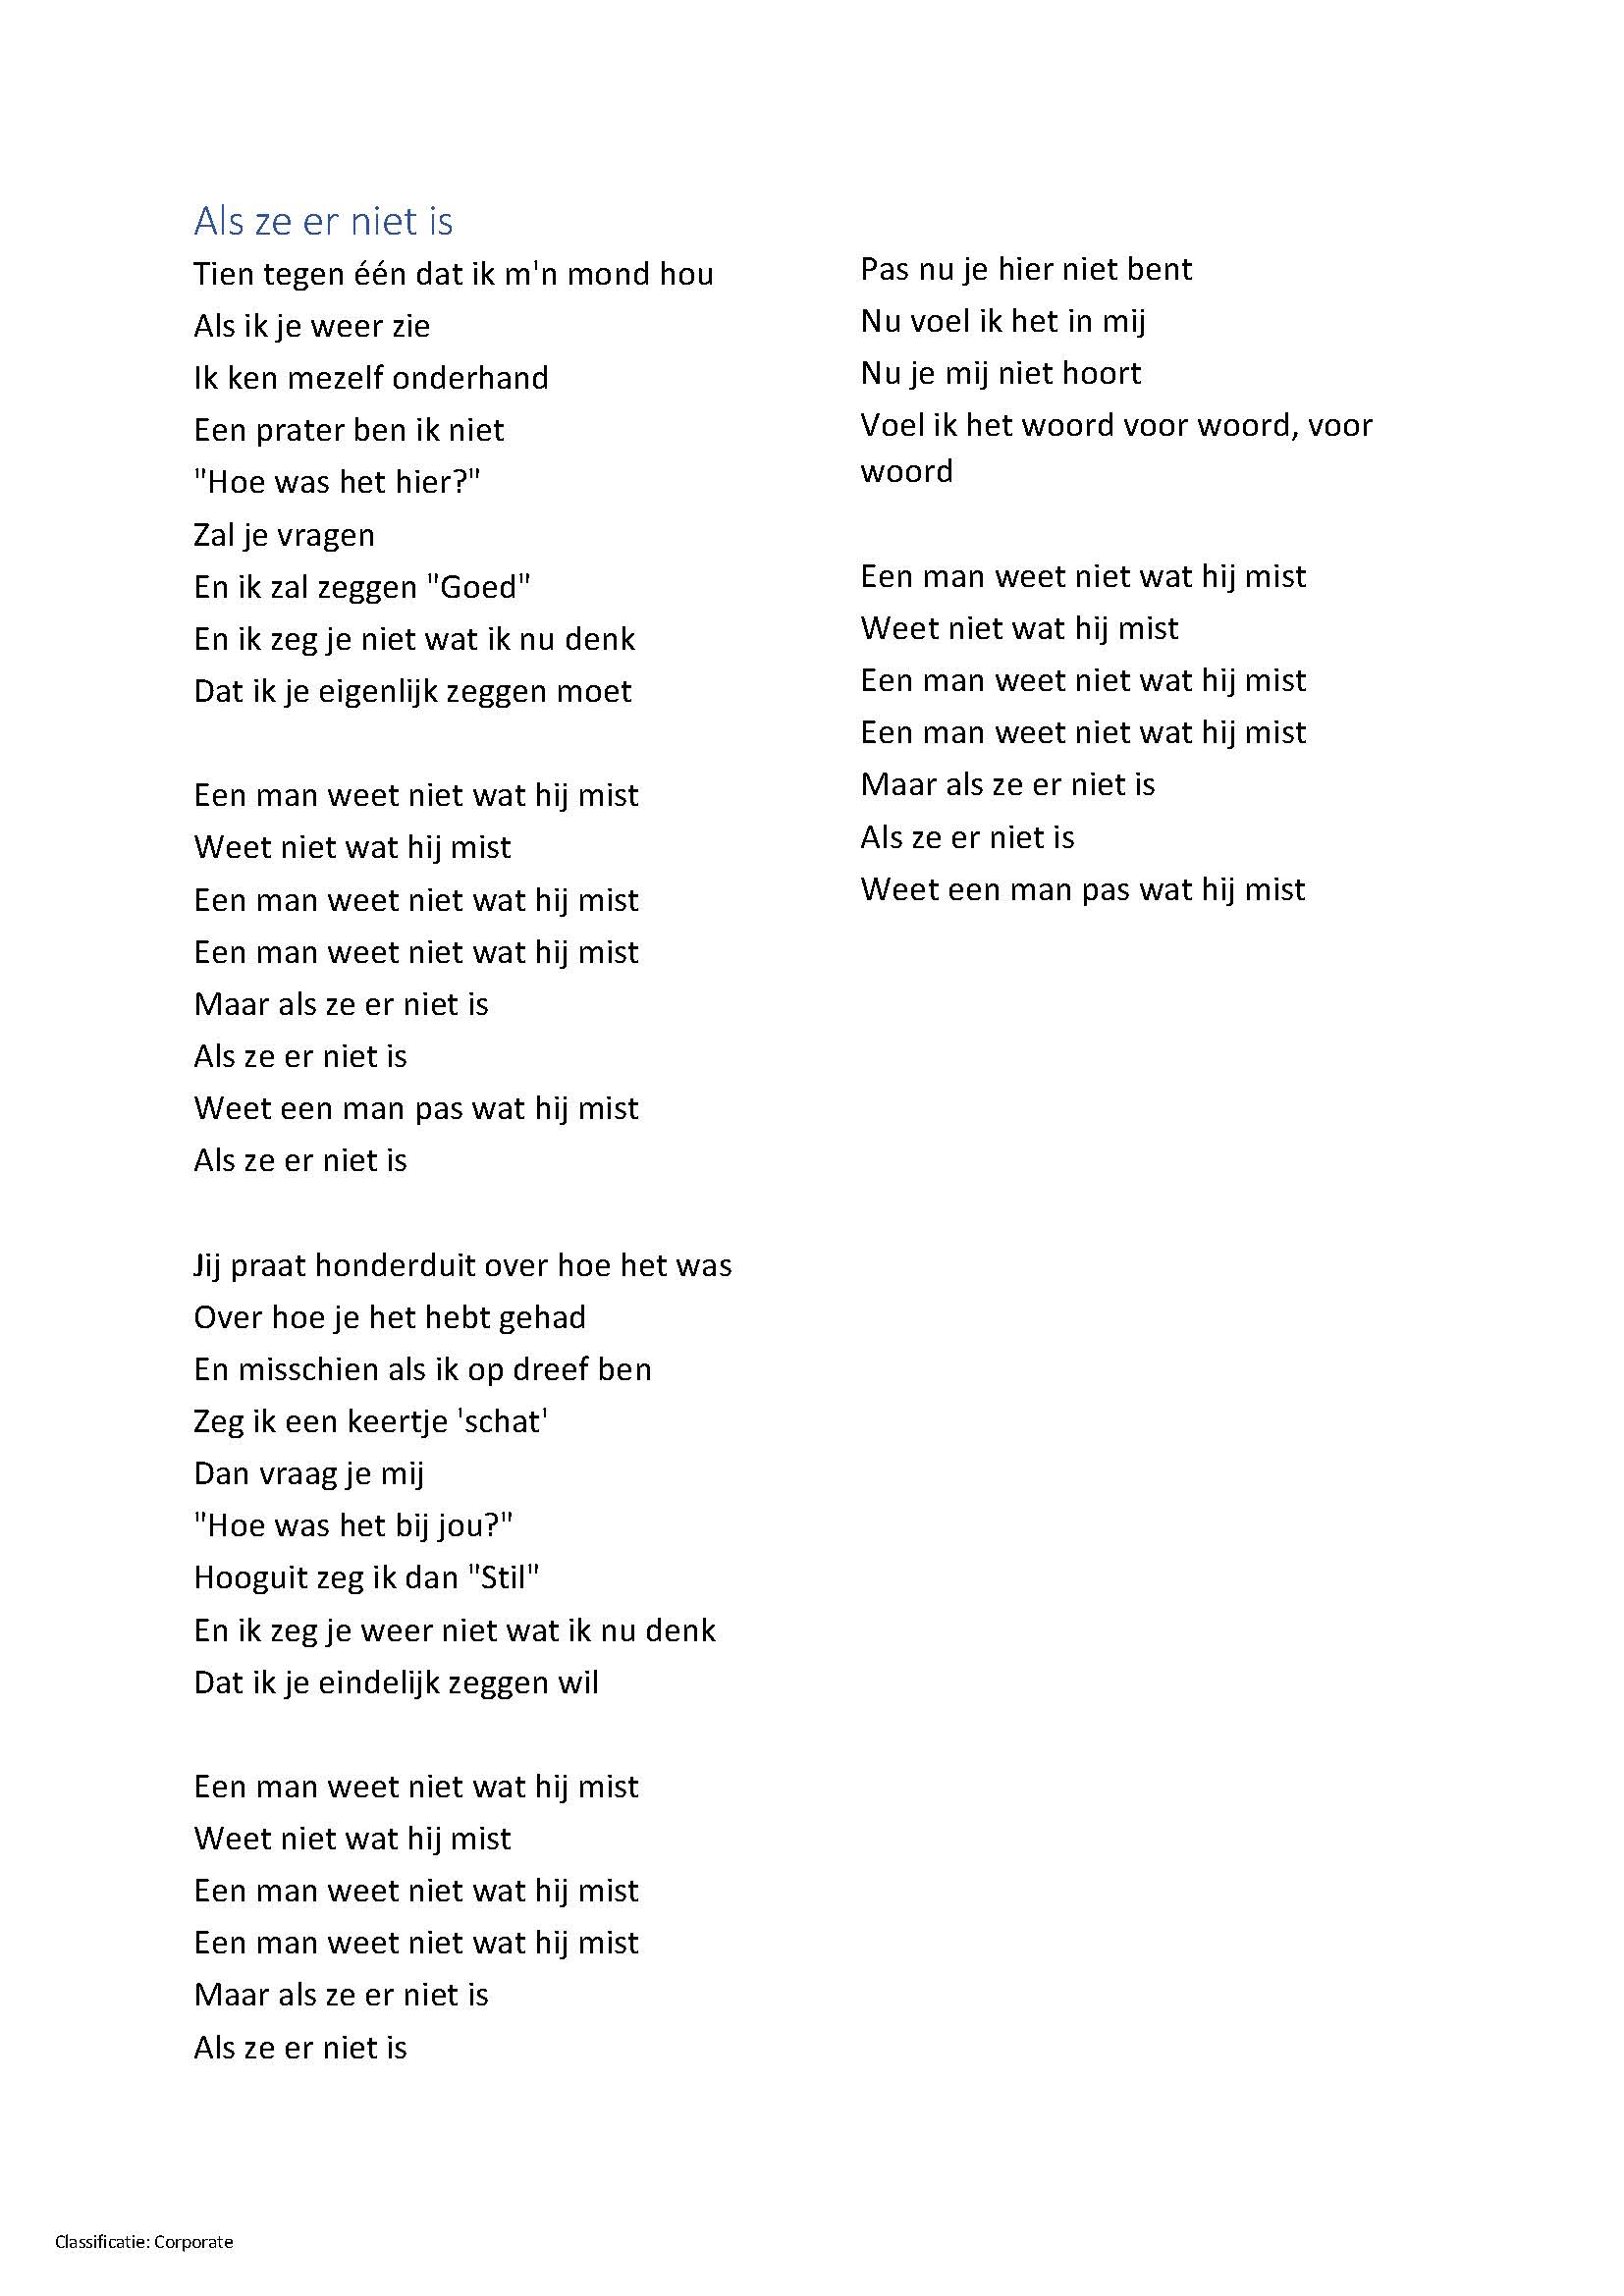 Als ze er niet is
Tien tegen één dat ik m'n mond hou
Als ik je weer zie
Ik ken mezelf onderhand
Een prater ben ik niet
"Hoe was het hier?"
Zal je vragen
En ik zal zeggen "Goed"
En ik zeg je niet wat ik nu denk
Dat ik je eigenlijk zeggen moet
Een man weet niet wat hij mist
Weet niet wat hij mist
Een man weet niet wat hij mist
Een man weet niet wat hij mist
Maar als ze er niet is
Als ze er niet is
Weet een man pas wat hij mist
Als ze er niet is
Jij praat honderduit over hoe het was
Over hoe je het hebt gehad
En misschien als ik op dreef ben
Zeg ik een keertje 'schat'
Dan vraag je mij
"Hoe was het bij jou?"
Hooguit zeg ik dan "Stil"
En ik zeg je weer niet wat ik nu denk
Dat ik je eindelijk zeggen wil
Een man weet niet wat hij mist
Weet niet wat hij mist
Een man weet niet wat hij mist
Een man weet niet wat hij mist
Maar als ze er niet is
Als ze er niet is
Pas nu je hier niet bent
Nu voel ik het in mij
Nu je mij niet hoort
Voel ik het woord voor woord, voor
woord
Een man weet niet wat hij mist
Weet niet wat hij mist
Een man weet niet wat hij mist
Een man weet niet wat hij mist
Maar als ze er niet is
Als ze er niet is
Weet een man pas wat hij mist
Classificatie: Corporate